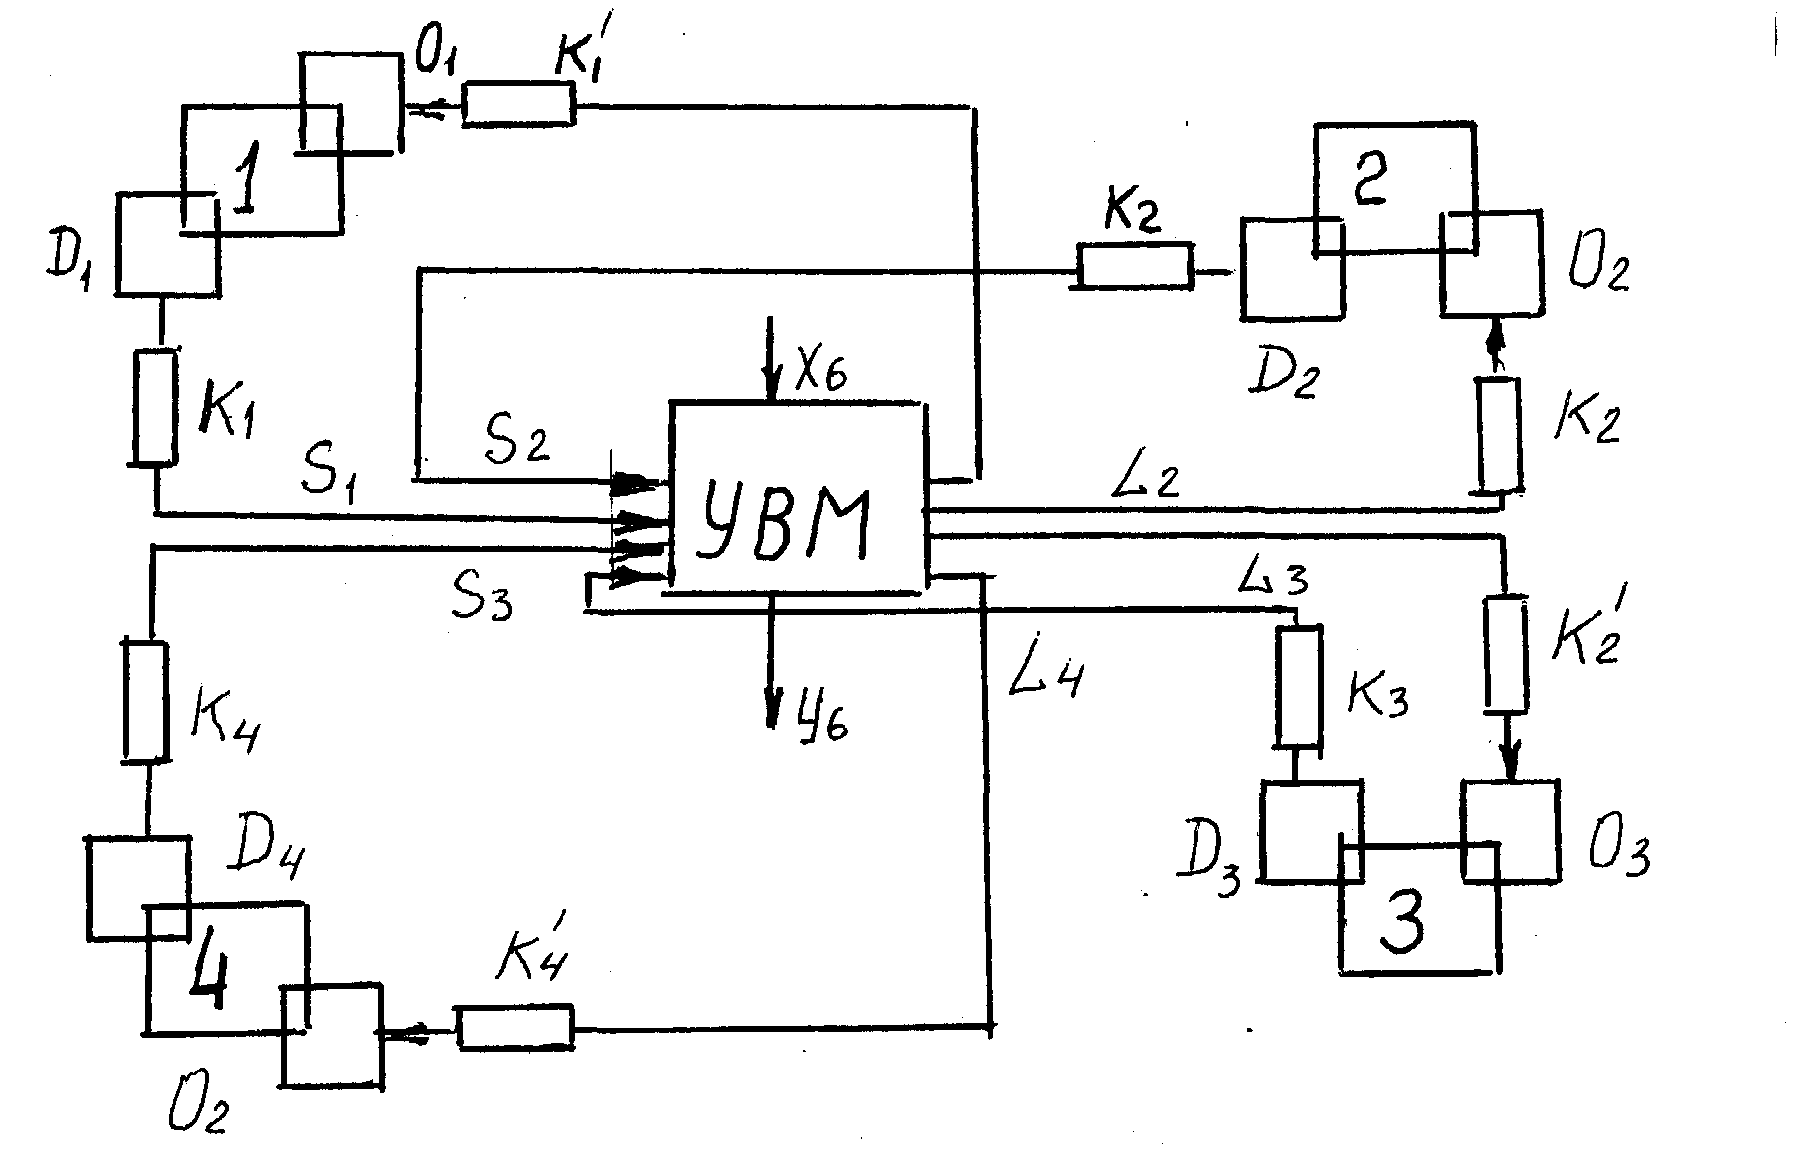 O1
K1'
1
D1
K1
2
K2
O2
D2
K2
X6
S2
S1
УВМ
L2
L3
S3
L4
K2'
K3
У6
K4
D4
D3
O3
3
4
K4'
O2